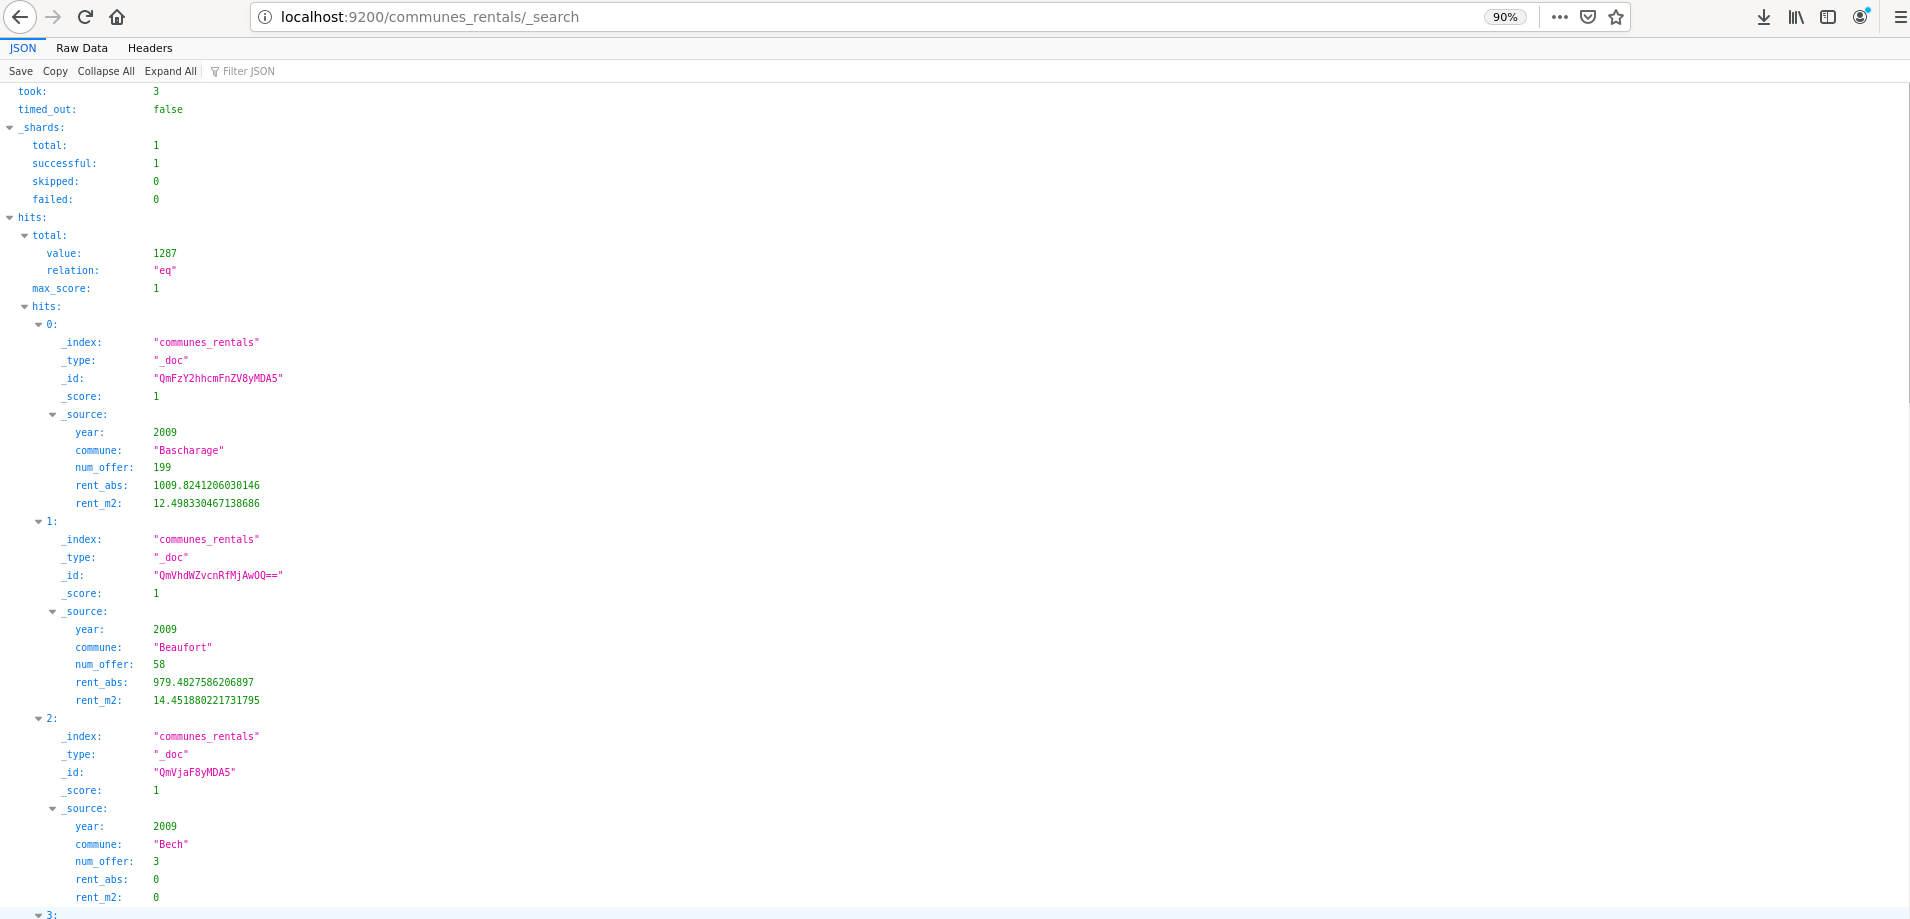 localhost:9200/communes_rentals/_search 90%
JSON Raw Data Headers
Save Copy Collapse All Expand All Filter JSON
took: 3
timed_out: false
_shards:
total: 1
successful: 1
skipped: 0
failed: 0
hits:
total:
value: 1287
relation: "eq"
max_score: 1
hits:
0:
_index: "communes_rentals"
_type: "_doc"
_id: "QmFzY2hhcmFnZV8yMDA5"
_score: 1
_source:
year: 2009
commune: "Bascharage"
num_offer: 199
rent_abs: 1009.8241206030146
rent_m2: 12.498330467138686
1:
_index: "communes_rentals"
_type: "_doc"
_id: "QmVhdWZvcnRfMjAwOQ=="
_score: 1
_source:
year: 2009
commune: "Beaufort"
num_offer: 58
rent_abs: 979.4827586206897
rent_m2: 14.451880221731795
2:
_index: "communes_rentals"
_type: "_doc"
_id: "QmVjaF8yMDA5"
_score: 1
_source:
year: 2009
commune: "Bech"
num_offer: 3
rent_abs: 0
rent_m2: 0
3: